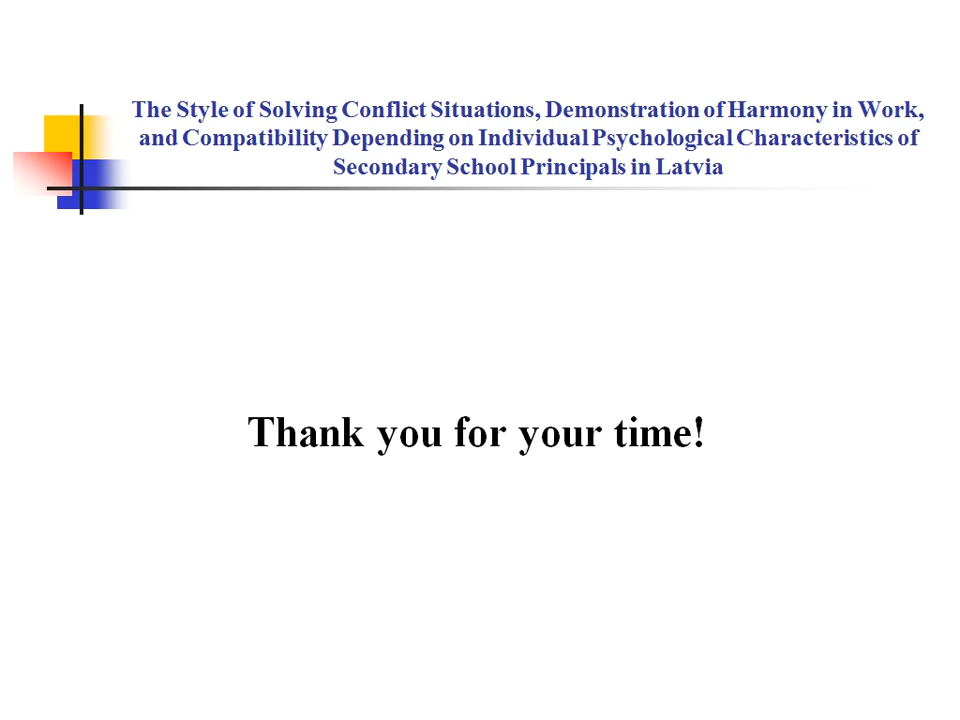 The Style of Solving Conflict Situations, Demonstration of Harmony in Work,
and Compatibility Depending on Individual Psychological Characteristics of
Secondary School Principals in Latvia
Thank you for your time!